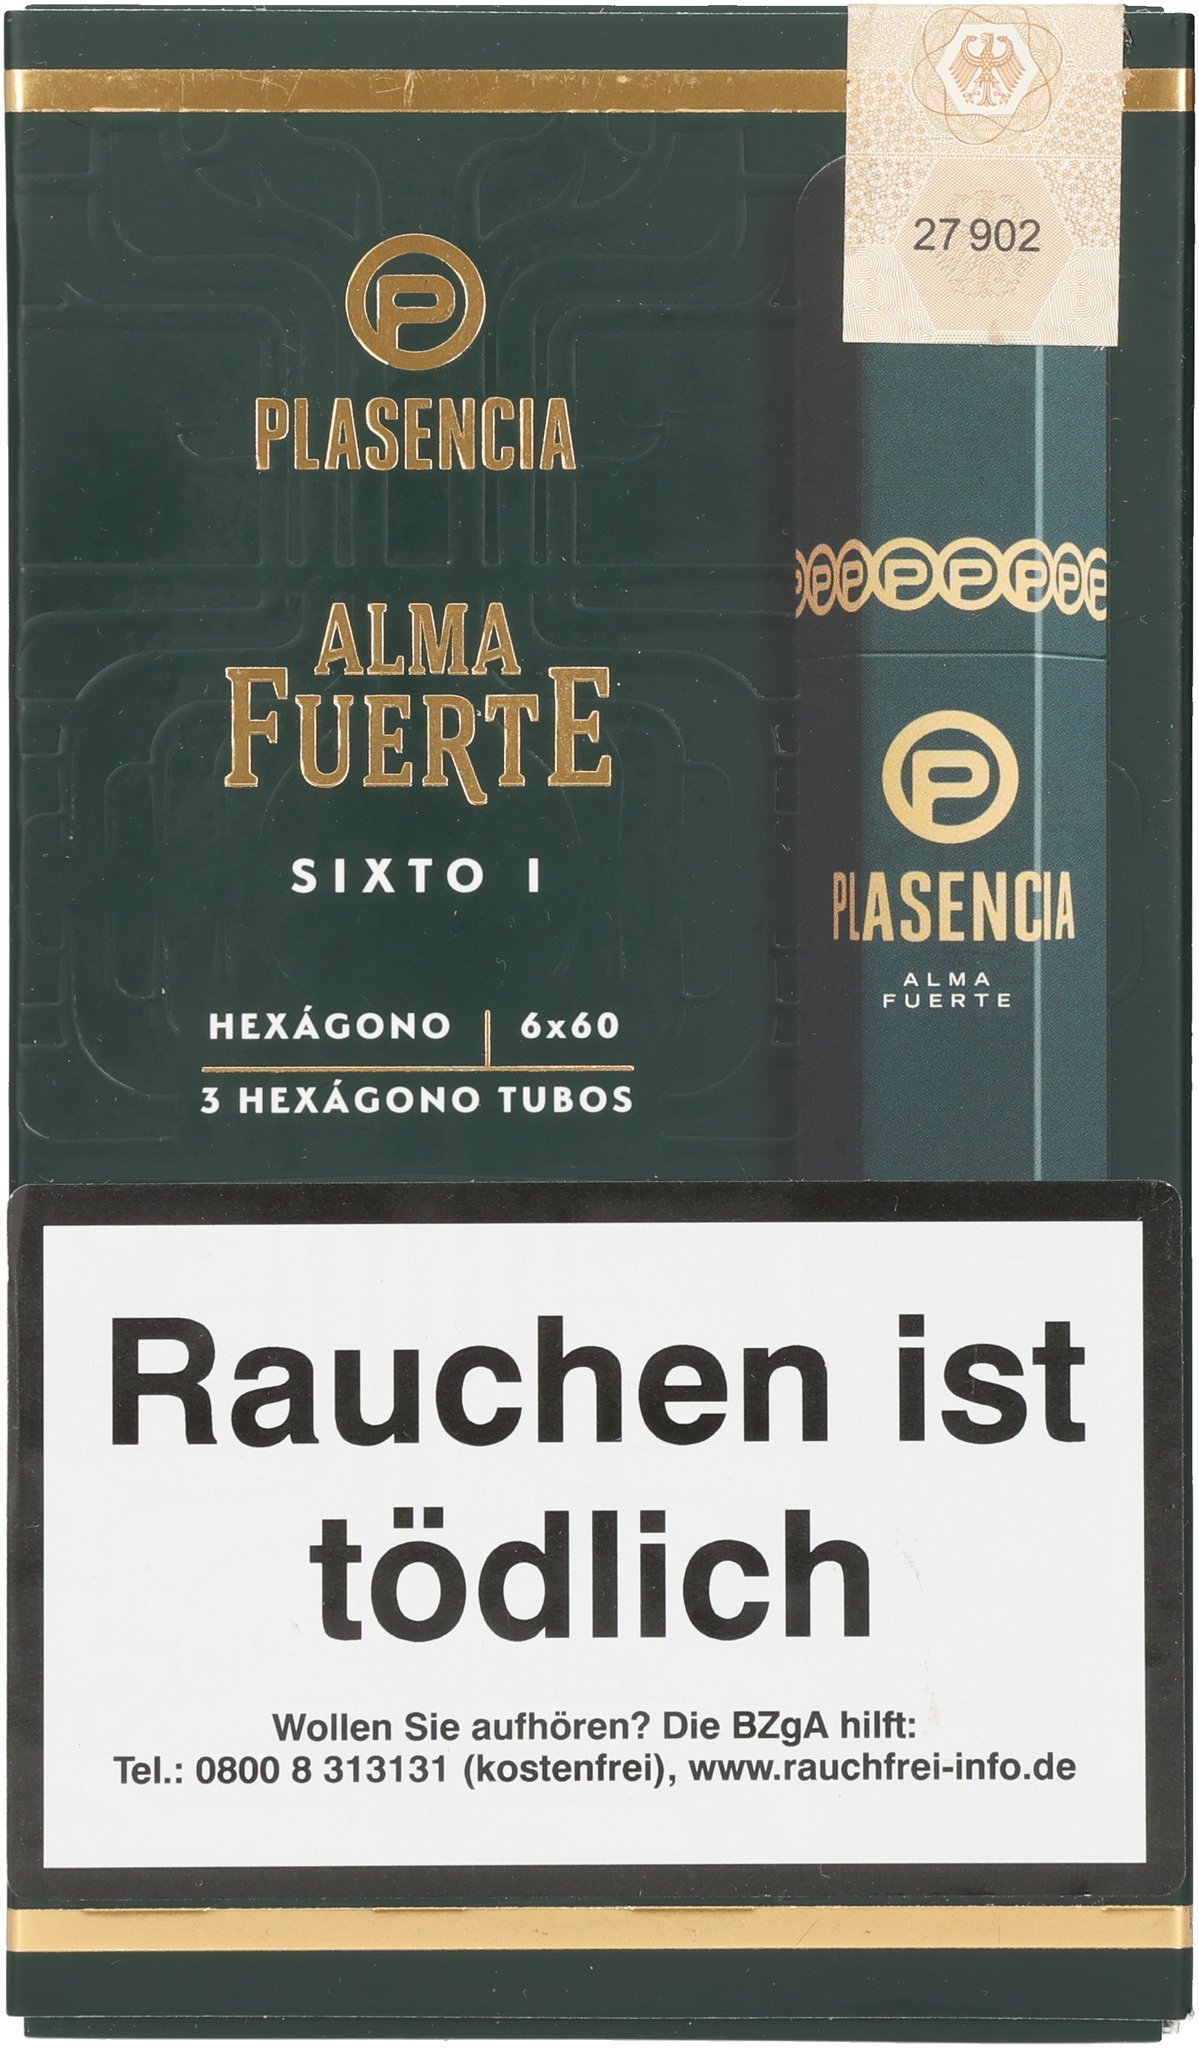 27 902
P
PLASENCIA
ALMA
FUERTE
SIXTO I
HEXÁGONO | 6x60
3 HEXÁGONO TUBOS
P P P P P P P P
P
PLASENCIA
ALMA
FUERTE
Rauchen ist
tödlich
Wollen Sie aufhören? Die BZgA hilft:
Tel.: 0800 8 313131 (kostenfrei), www.rauchfrei-info.de